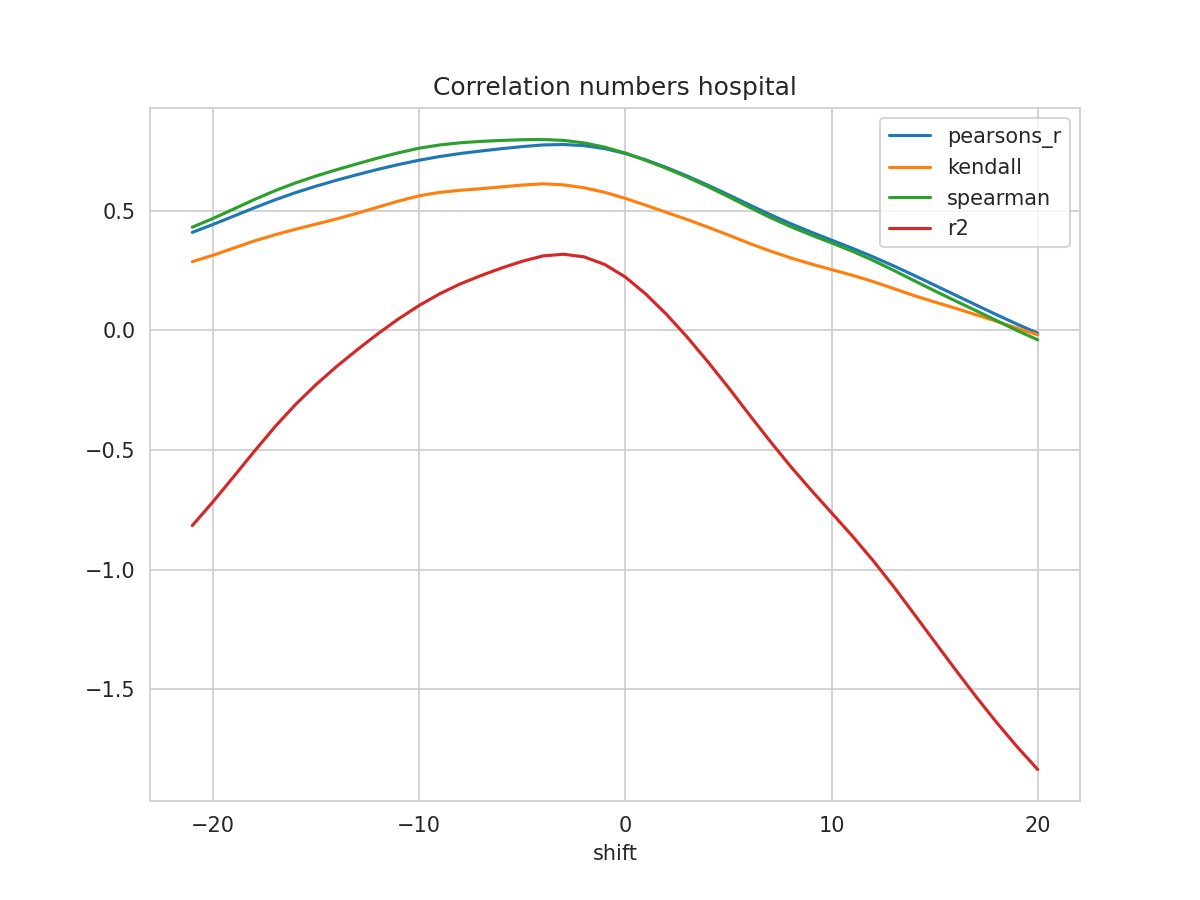 Correlation numbers hospital
pearsons_r
kendall
spearman
r2
0.5
0.0
−0.5
−1.0
−1.5
−20 −10 0 10 20
shift